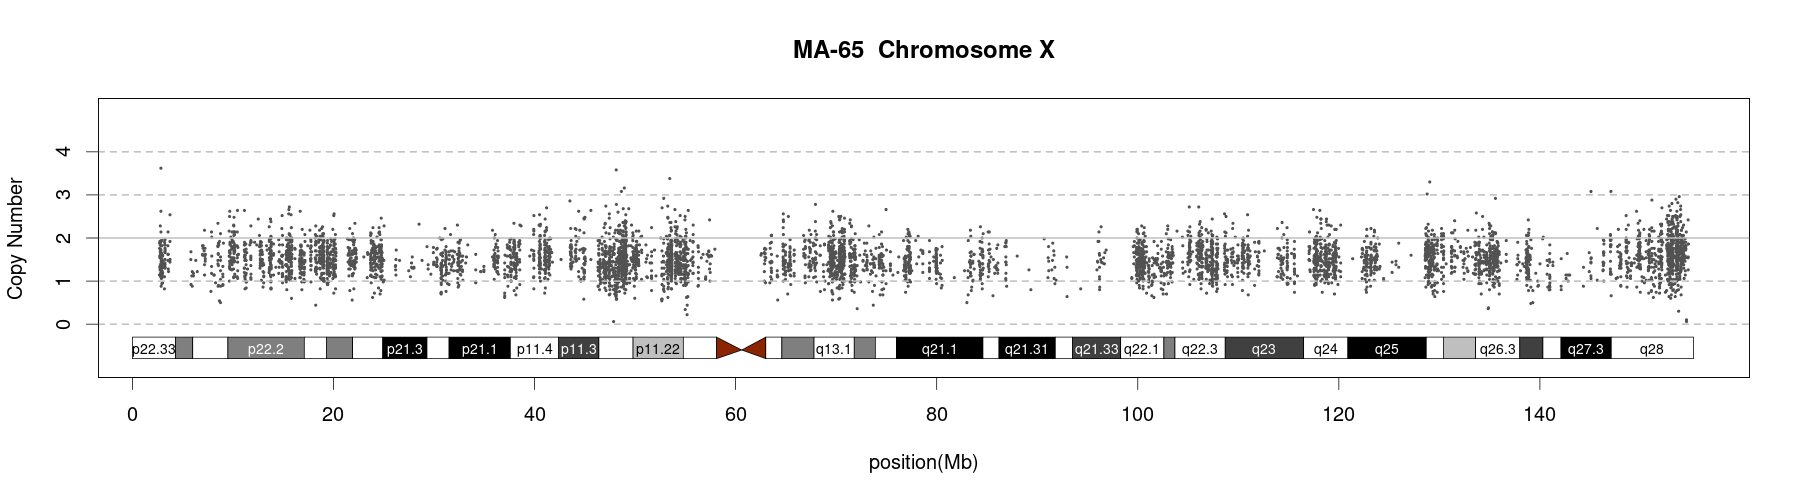 MA-65 Chromosome X
Copy Number
4
3
2
1
0
p22.33 p22.2 p21.3 p21.1 p11.4 p11.3 p11.22 q13.1 q21.1 q21.31 q21.33 q22.1 q22.3 q23 q24 q25 q26.3 q27.3 q28
0 20 40 60 80 100 120 140
position(Mb)